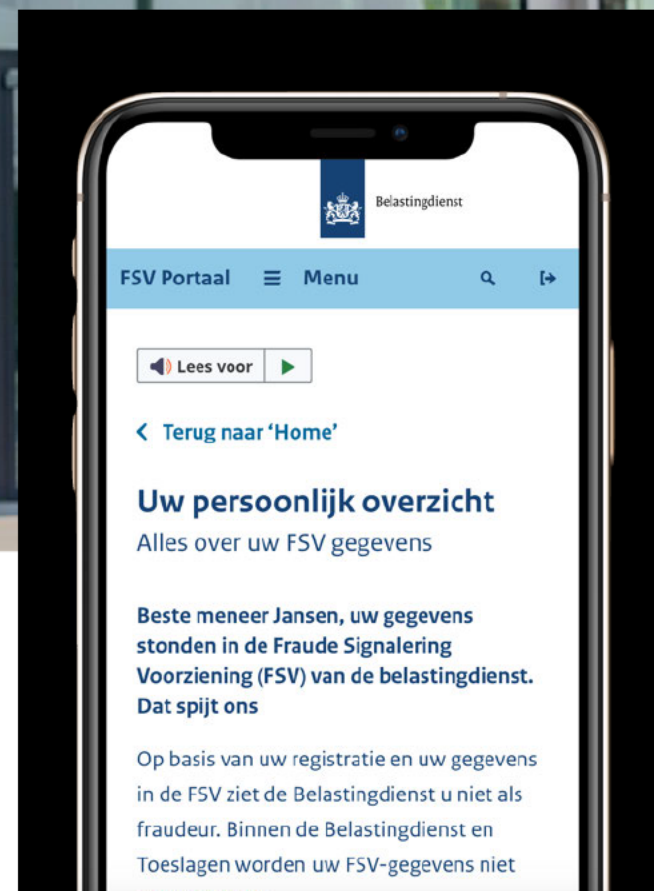 Belastingdienst
FSV Portaal Menu
Lees voor
Terug naar ‘Home’
Uw persoonlijk overzicht
Alles over uw FSV gegevens
Beste meneer Jansen, uw gegevens
stonden in de Fraude Signalering
Voorziening (FSV) van de belastingdienst.
Dat spijt ons
Op basis van uw registratie en uw gegevens
in de FSV ziet de Belastingdienst u niet als
fraudeur. Binnen de Belastingdienst en
Toeslagen worden uw FSV-gegevens niet